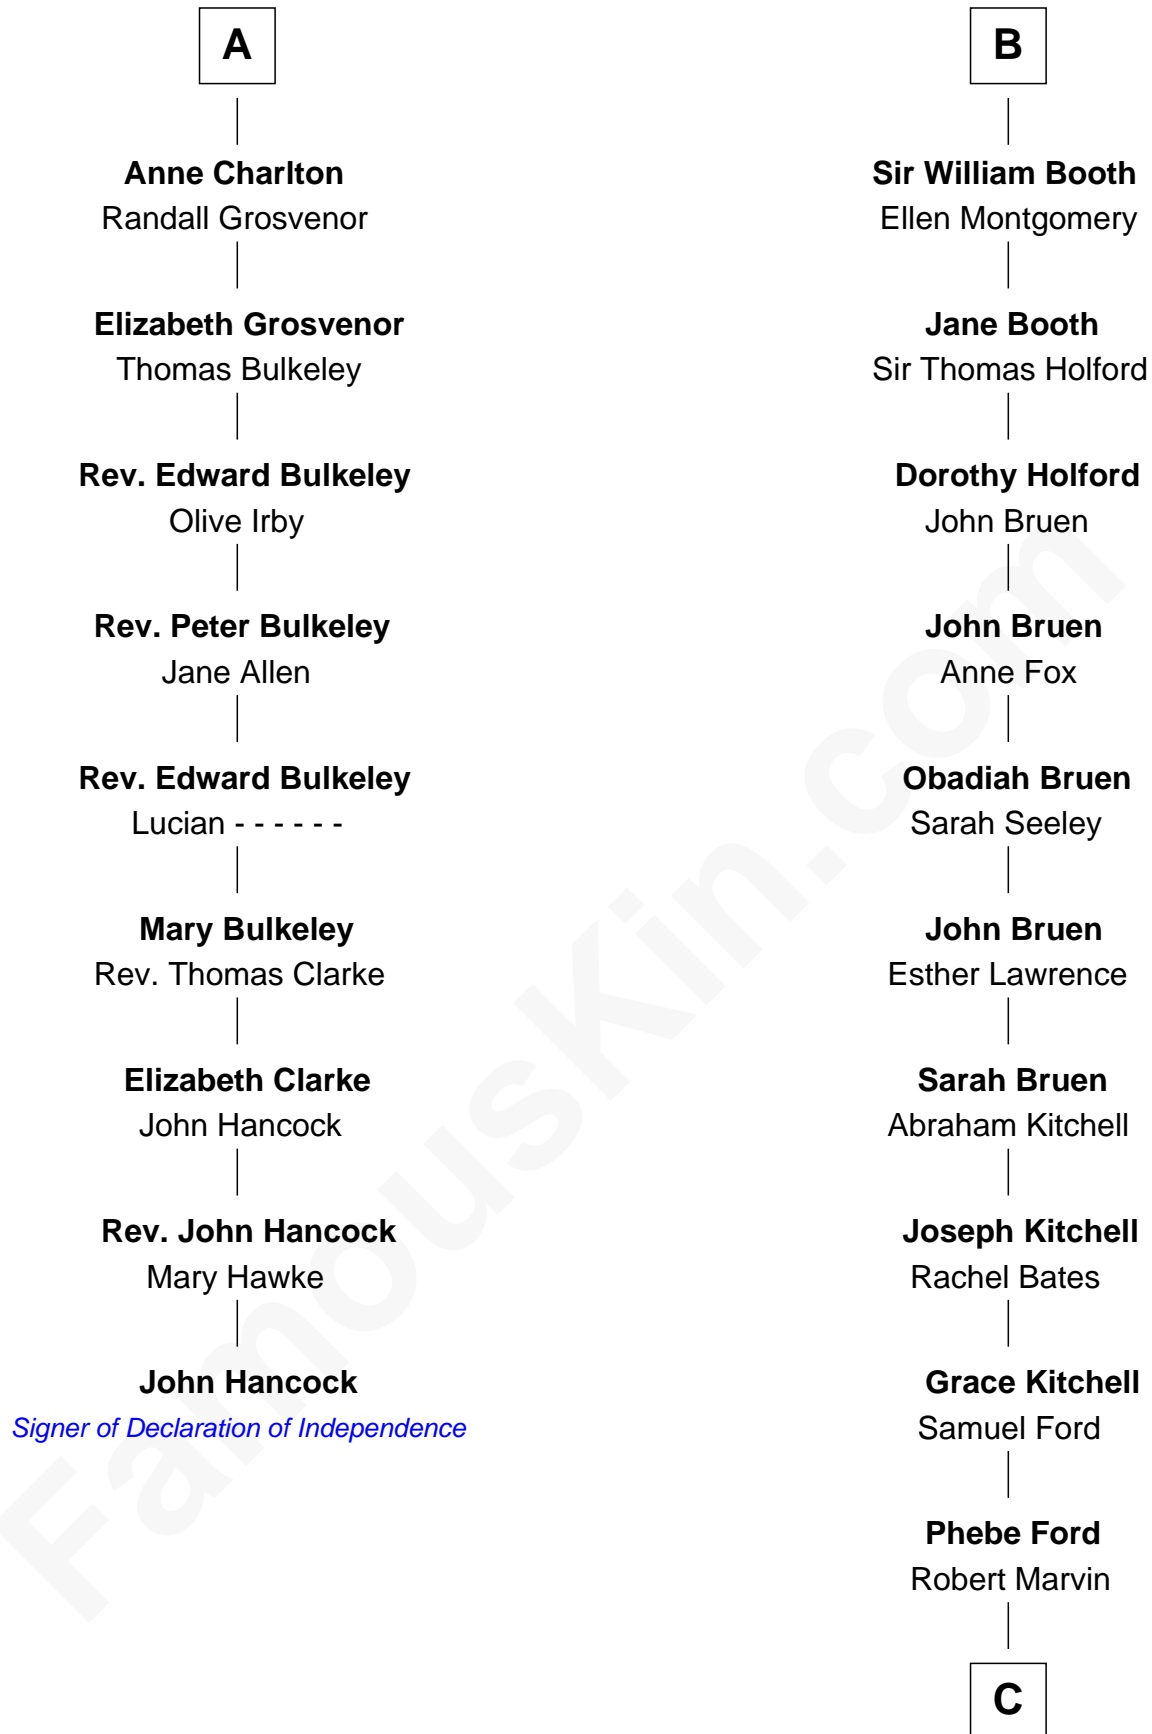 A
Anne Charlton
Randall Grosvenor
Elizabeth Grosvenor
Thomas Bulkeley
Rev. Edward Bulkeley
Olive Irby
Rev. Peter Bulkeley
Jane Allen
Rev. Edward Bulkeley
Lucian - - - - - -
Mary Bulkeley
Rev. Thomas Clarke
Elizabeth Clarke
John Hancock
Rev. John Hancock
Mary Hawke
John Hancock
Signer of Declaration of Independence
B
Sir William Booth
Ellen Montgomery
Jane Booth
Sir Thomas Holford
Dorothy Holford
John Bruen
John Bruen
Anne Fox
Obadiah Bruen
Sarah Seeley
John Bruen
Esther Lawrence
Sarah Bruen
Abraham Kitchell
Joseph Kitchell
Rachel Bates
Grace Kitchell
Samuel Ford
Phebe Ford
Robert Marvin
C
FamousKin.com